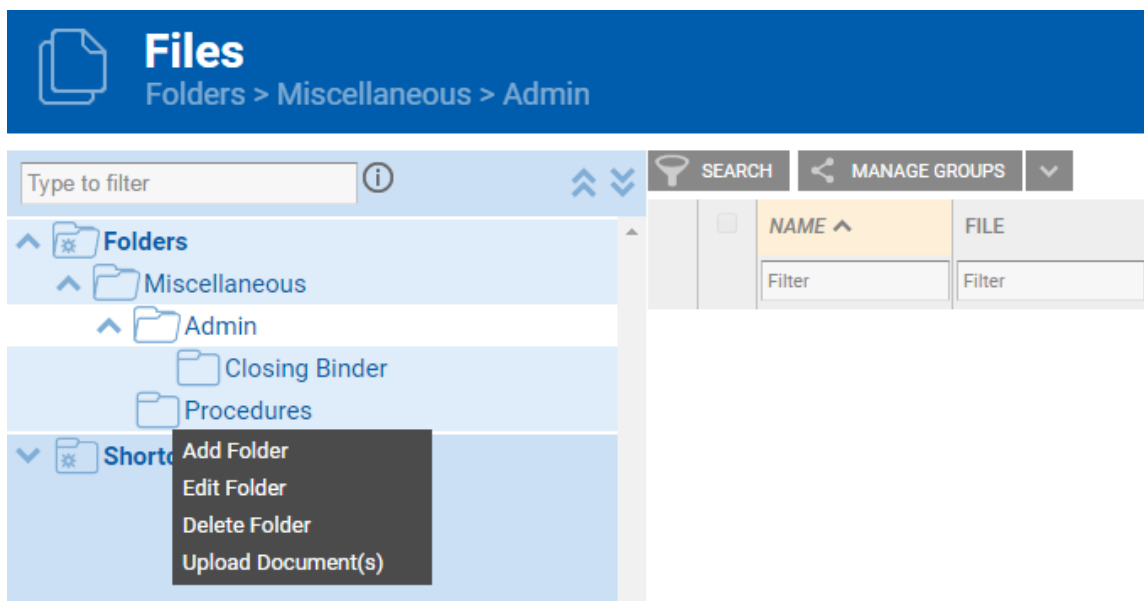 Files
Folders > Miscellaneous > Admin
Type to filter
SEARCH
MANAGE GROUPS
NAME
FILE
Filter
Filter
Folders
Miscellaneous
Admin
Closing Binder
Procedures
Add Folder
Edit Folder
Delete Folder
Upload Document(s)